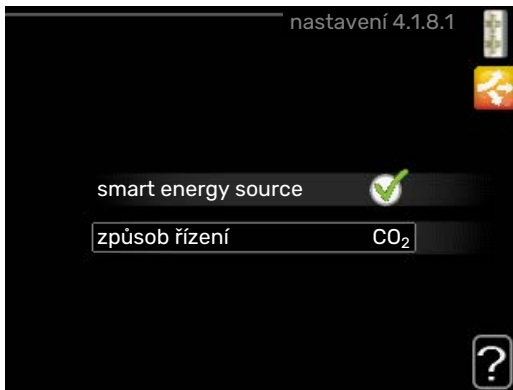 nastavení 4.1.8.1
smart energy source
způsob řízení CO₂
?